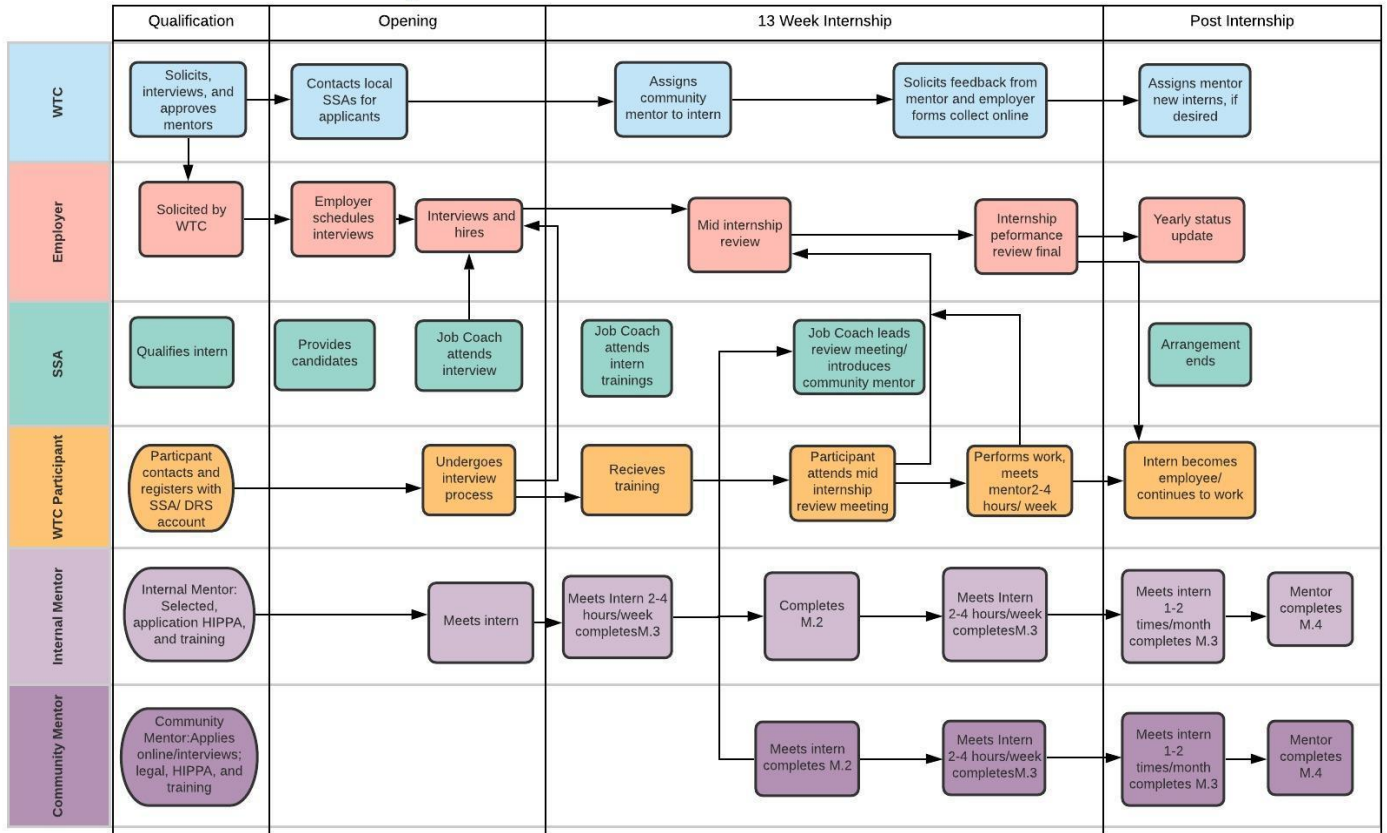 Qualification
Opening
13 Week Internship
Post Internship
WTC
Solicits,
interviews, and
approves
mentors
Contacts local
SSAs for
applicants
Assigns
community
mentor to intern
Solicits feedback from
mentor and employer
forms collect online
Assigns mentor
new interns, if
desired
Employer
Solicited by
WTC
Employer
schedules
interviews
Interviews and
hires
Mid internship
review
Internship
peformance
review final
Yearly status
update
SSA
Qualifies intern
Provides
candidates
Job Coach
attends
interview
Job Coach
attends
intern
trainings
Job Coach leads
review meeting/
introduces
community mentor
Arrangement
ends
WTC Participant
Particpant
contacts and
registers with
SSA/ DRS
account
Undergoes
interview
process
Recieves
training
Participant
attends mid
internship
review meeting
Performs work,
meets
mentor2-4
hours/ week
Intern becomes
employee/
continues to work
Internal Mentor
Internal Mentor:
Selected,
application HIPPA,
and training
Meets intern
Meets Intern 2-4
hours/week
completesM.3
Completes
M.2
Meets Intern
2-4 hours/week
completesM.3
Meets intern
1-2
times/month
completes M.3
Mentor
completes
M.4
Community Mentor
Community
Mentor:Applies
online/interviews;
legal, HIPPA, and
training
Meets intern
completes M.2
Meets Intern
2-4 hours/week
completesM.3
Meets intern
1-2
times/month
completes M.3
Mentor
completes
M.4